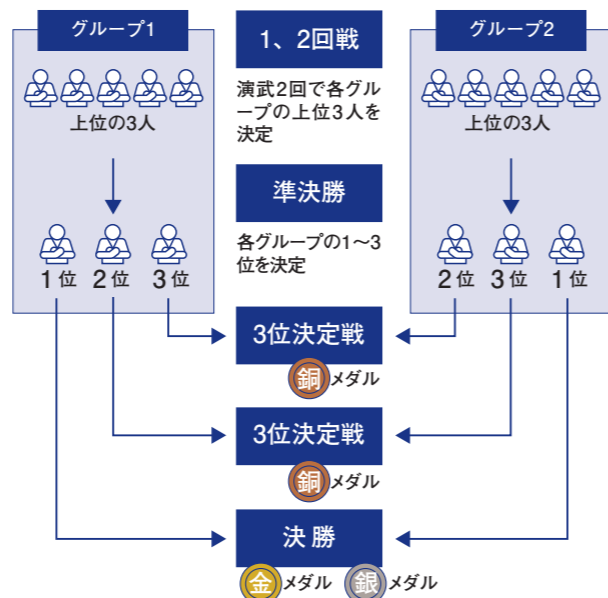 グループ1
上位の3人
1位 2位 3位
1、2回戦
演武2回で各グ
ループの上位3人を
決定
準決勝
各グループの1〜3
位を決定
グループ2
上位の3人
2位 3位 1位
3位決定戦
銅メダル
3位決定戦
銅メダル
決勝
金メダル 銀メダル